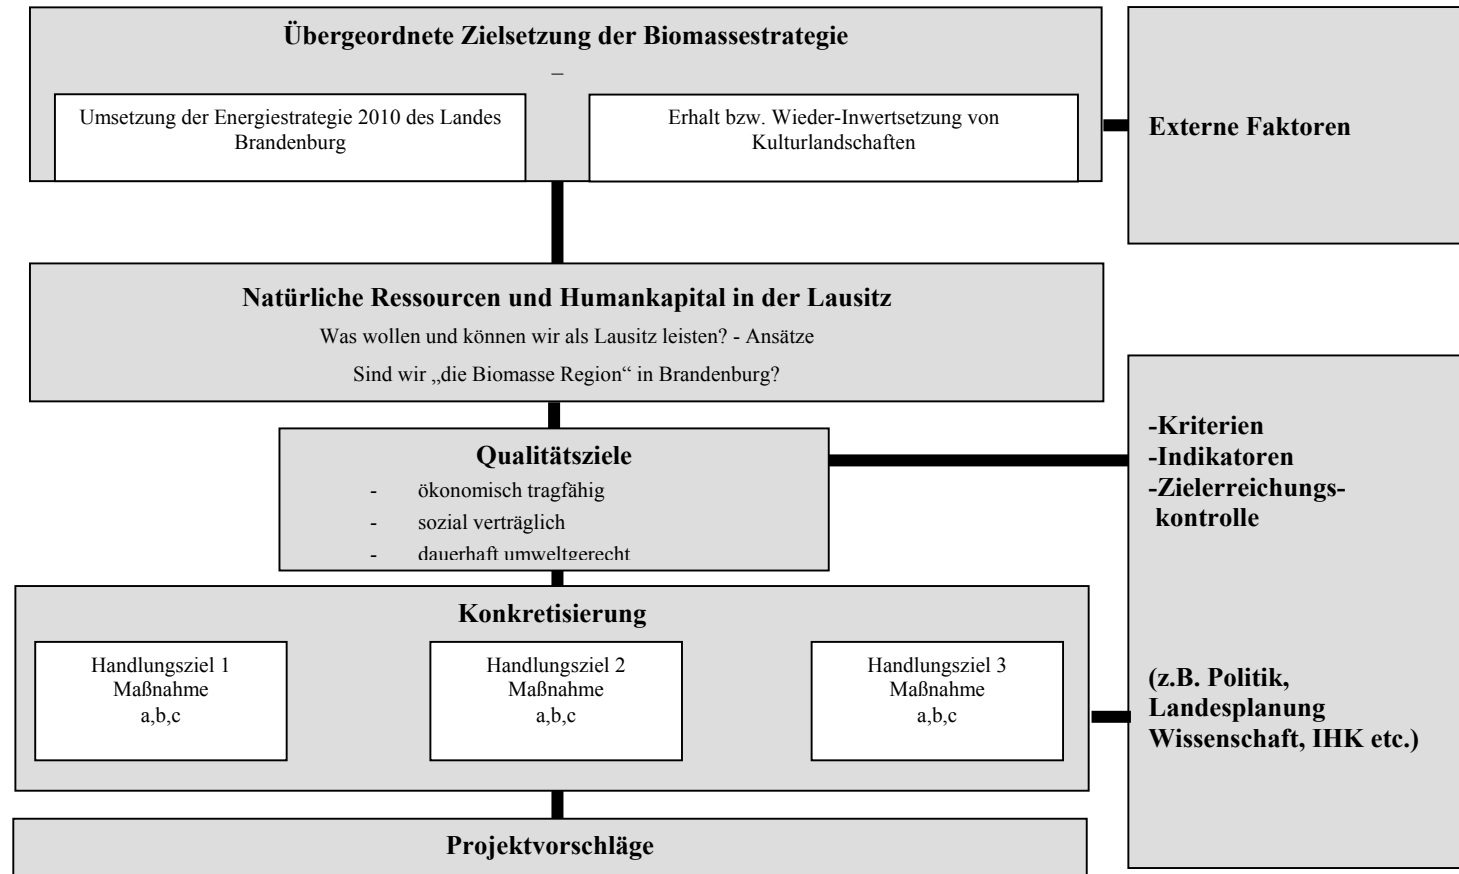 Übergeordnete Zielsetzung der Biomassestrategie
–
Umsetzung der Energiestrategie 2010 des Landes
Brandenburg
Erhalt bzw. Wieder-Inwertsetzung von
Kulturlandschaften
Externe Faktoren
Natürliche Ressourcen und Humankapital in der Lausitz
Was wollen und können wir als Lausitz leisten? - Ansätze
Sind wir „die Biomasse Region“ in Brandenburg?
Qualitätsziele
- ökonomisch tragfähig
- sozial verträglich
- dauerhaft umweltgerecht
-Kriterien
-Indikatoren
-Zielerreichungs-
kontrolle
(z.B. Politik,
Landesplanung
Wissenschaft, IHK etc.)
Konkretisierung
Handlungsziel 1
Maßnahme
a,b,c
Handlungsziel 2
Maßnahme
a,b,c
Handlungsziel 3
Maßnahme
a,b,c
Projektvorschläge